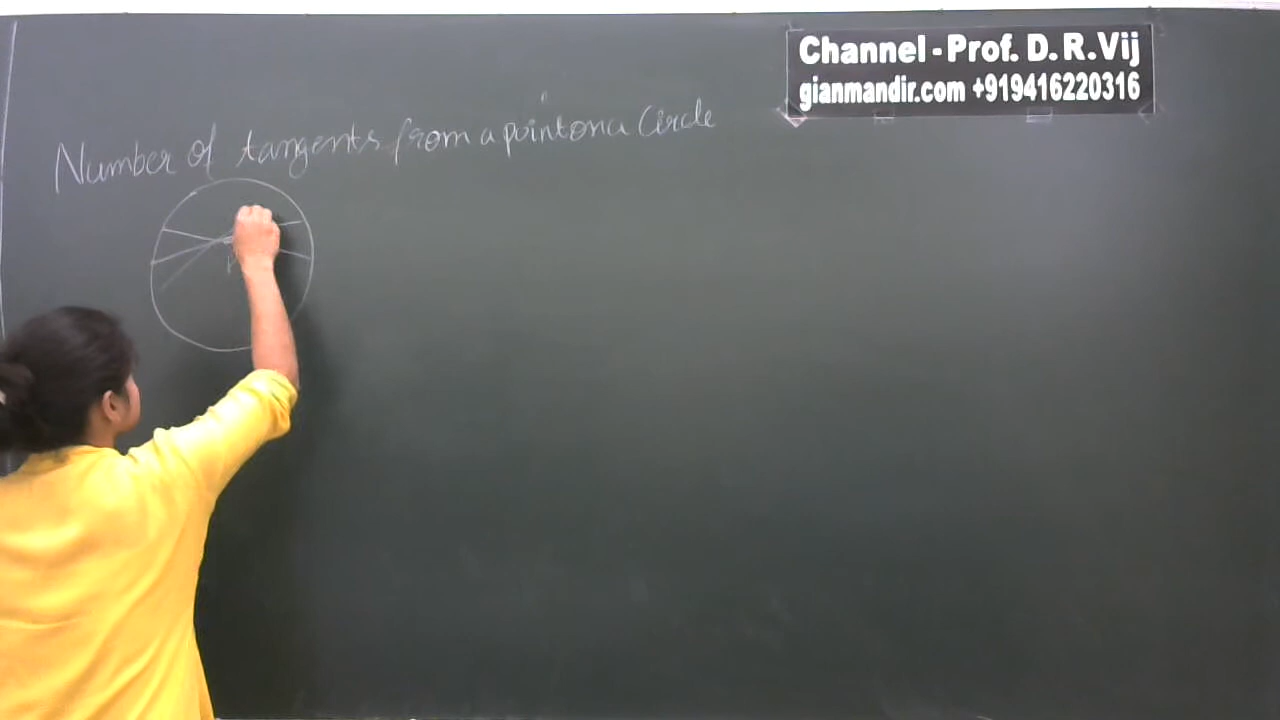 Channel - Prof. D. R. Vij
gianmandir.com +919416220316
Number of tangents from a point on a Circle
P